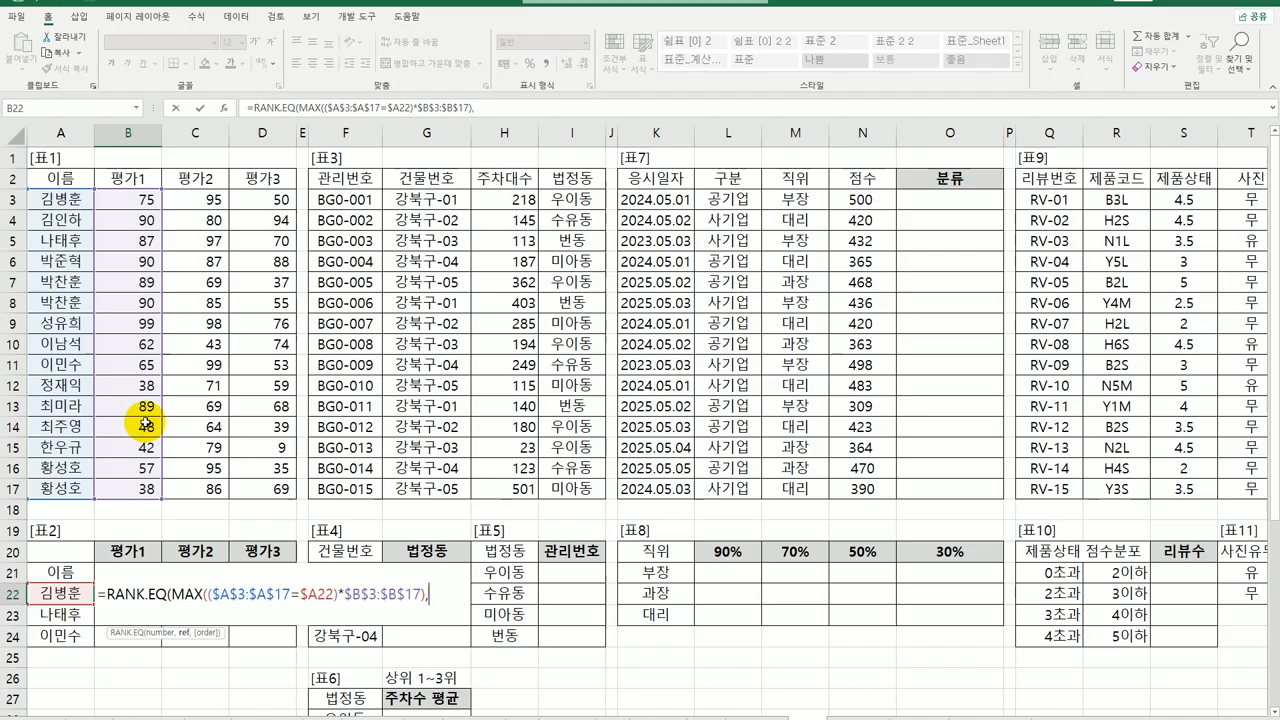 파일 홈 삽입 페이지 레이아웃 수식 데이터 검토 보기 개발 도구 도움말 공유
잘라내기 12 자동 줄 바꿈 일반 쉼표 [0] 2 쉼표 [0] 2 2 표준 2 표준 2 2 표준_Sheet1 자동 합계
붙여넣기 복사 조건부 표 삽입 삭제 서식 채우기 정렬 및 찾기 및
서식 복사 병합하고 가운데 맞춤 서식 서식 쉼표_계산... 표준 나쁨 보통 좋음 지우기 필터 선택
클립보드 글꼴 맞춤 표시 형식 스타일 셀 편집
B22 =RANK.EQ(MAX(($A$3:$A$17=$A22)*$B$3:$B$17),
A B C D E F G H I J K L M N O P Q R S T
1 [표1] [표3] [표7] [표9]
2 이름 평가1 평가2 평가3 관리번호 건물번호 주차대수 법정동 응시일자 구분 직위 점수 분류 리뷰번호 제품코드 제품상태 사진
3 김병훈 75 95 50 BG0-001 강북구-01 218 우이동 2024.05.01 공기업 부장 500 RV-01 B3L 4.5 무
4 김인하 90 80 94 BG0-002 강북구-02 145 수유동 2024.05.01 공기업 대리 420 RV-02 H2S 4.5 무
5 나태후 87 97 70 BG0-003 강북구-03 113 번동 2023.05.03 사기업 부장 432 RV-03 N1L 3.5 유
6 박준혁 90 87 88 BG0-004 강북구-04 187 미아동 2024.05.01 사기업 대리 365 RV-04 Y5L 3 무
7 박찬훈 89 69 37 BG0-005 강북구-05 362 우이동 2023.05.03 공기업 과장 468 RV-05 B2L 5 무
8 박찬훈 90 85 55 BG0-006 강북구-01 403 번동 2025.05.03 사기업 부장 436 RV-06 Y4M 2.5 무
9 성유희 99 98 76 BG0-007 강북구-02 285 미아동 2024.05.01 공기업 대리 420 RV-07 H2L 2 무
10 이남석 62 43 74 BG0-008 강북구-03 194 우이동 2024.05.01 공기업 과장 363 RV-08 H6S 4.5 유
11 이민수 65 99 53 BG0-009 강북구-04 249 수유동 2023.05.03 사기업 부장 498 RV-09 B2S 3 무
12 정재익 38 71 59 BG0-010 강북구-05 115 미아동 2024.05.01 사기업 대리 483 RV-10 N5M 5 유
13 최미라 89 69 68 BG0-011 강북구-01 140 번동 2025.05.02 공기업 부장 309 RV-11 Y1M 4 무
14 최주영 64 39 BG0-012 강북구-02 180 우이동 2025.05.03 사기업 대리 423 RV-12 B2S 3.5 무
15 한우규 42 79 9 BG0-013 강북구-03 23 우이동 2025.05.04 사기업 과장 364 RV-13 N2L 4.5 무
16 황성호 57 95 35 BG0-014 강북구-04 123 수유동 2025.05.05 공기업 과장 470 RV-14 H4S 2 무
17 황성호 38 86 69 BG0-015 강북구-05 501 미아동 2025.05.03 사기업 대리 390 RV-15 Y3S 3.5 무
18
19 [표2] [표4] [표5] [표8] [표10] [표11]
20 평가1 평가2 평가3 건물번호 법정동 법정동 관리번호 직위 90% 70% 50% 30% 제품상태 점수분포 리뷰수
21 이름 우이동 부장 0초과 2이하 유
22 김병훈 =RANK.EQ(MAX(($A$3:$A$17=$A22)*$B$3:$B$17), 수유동 과장 2초과 3이하 무
23 나태후 미아동 대리 3초과 4이하
24 이민수 RANK.EQ(number, ref, [order]) 강북구-04 번동 4초과 5이하
25
26 [표6] 상위 1~3위
27 법정동 주차수 평균